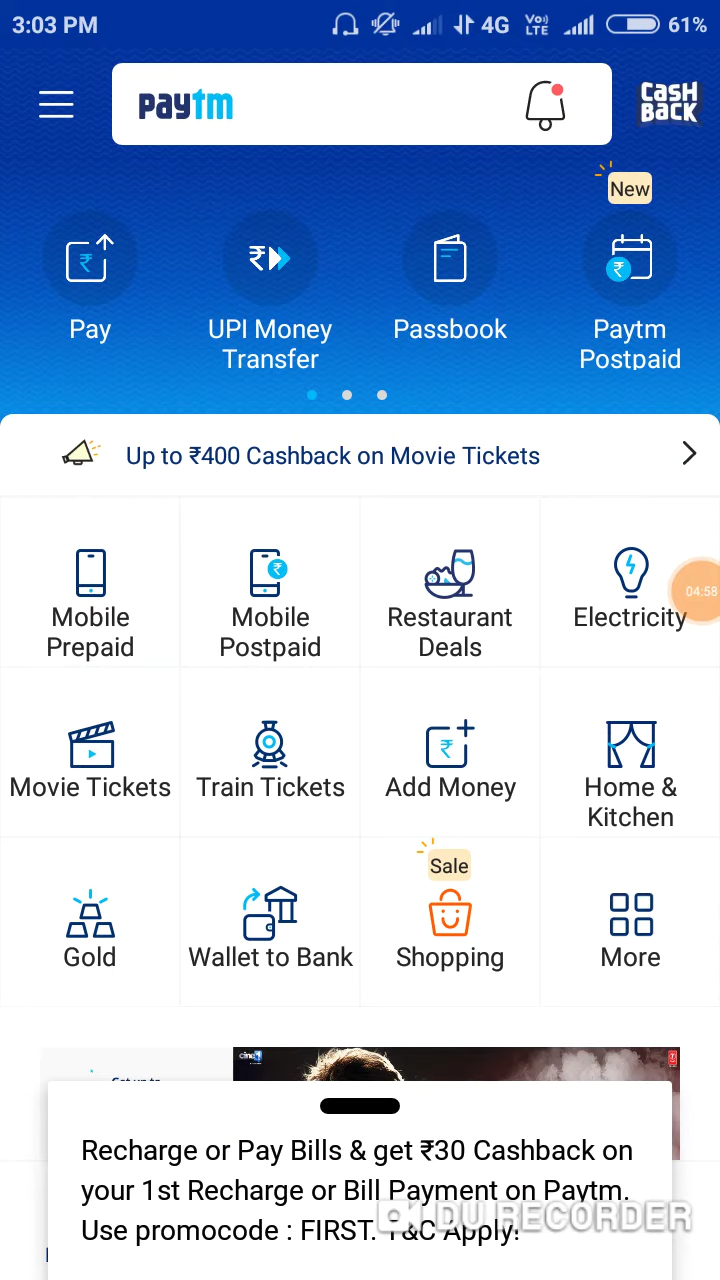 3:03 PM
4G
Vo))
LTE
61%
paytm
CASH
BACK
New
Pay
UPI Money
Transfer
Passbook
Paytm
Postpaid
Up to ₹400 Cashback on Movie Tickets
Mobile
Prepaid
Mobile
Postpaid
Restaurant
Deals
Electricity
04:58
Movie Tickets
Train Tickets
Add Money
Home &
Kitchen
Sale
Gold
Wallet to Bank
Shopping
More
Recharge or Pay Bills & get ₹30 Cashback on
your 1st Recharge or Bill Payment on Paytm.
Use promocode : FIRST. T&C Apply!
DU RECORDER